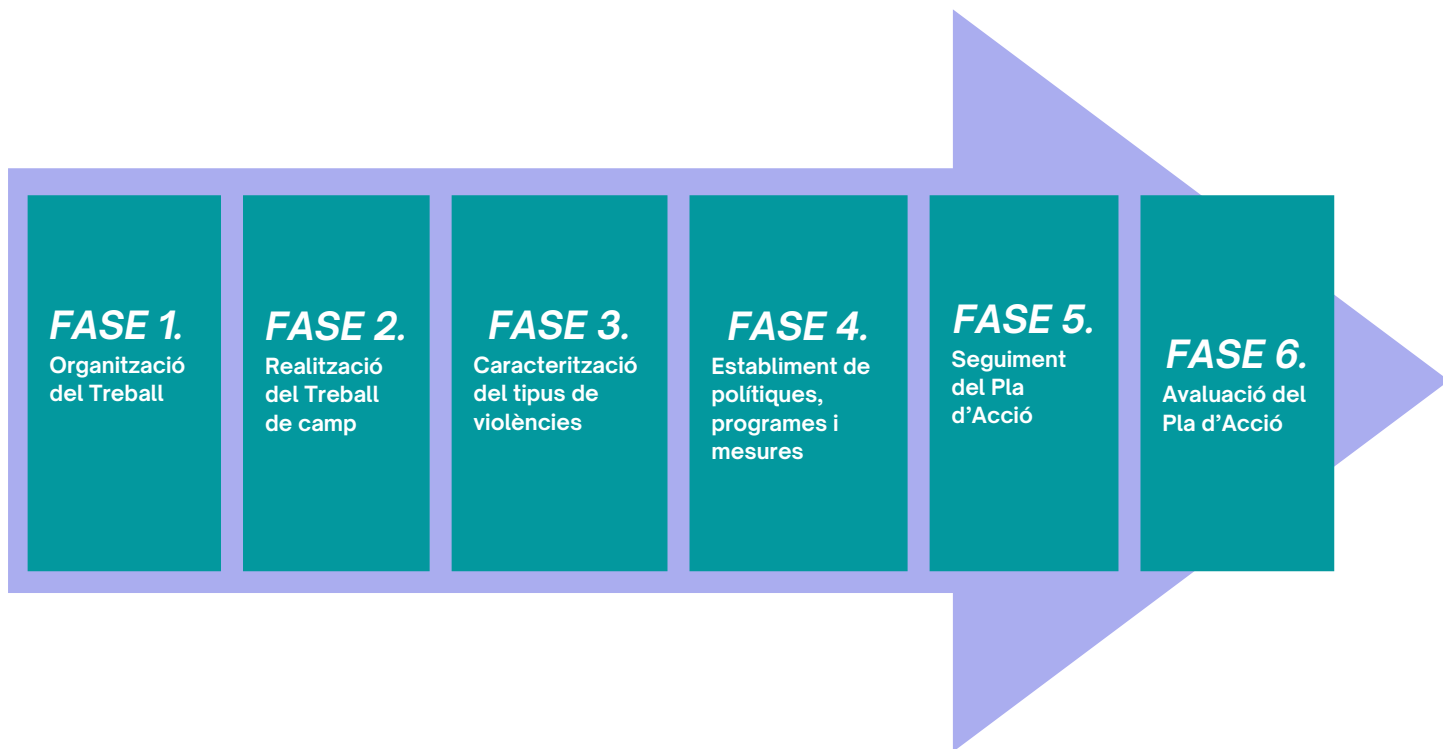 FASE 1.
Organització
del Treball
FASE 2.
Realització
del Treball
de camp
FASE 3.
Caracterització
del tipus de
violències
FASE 4.
Establiment de
polítiques,
programes i
mesures
FASE 5.
Seguiment
del Pla
d’Acció
FASE 6.
Avaluació del
Pla d’Acció